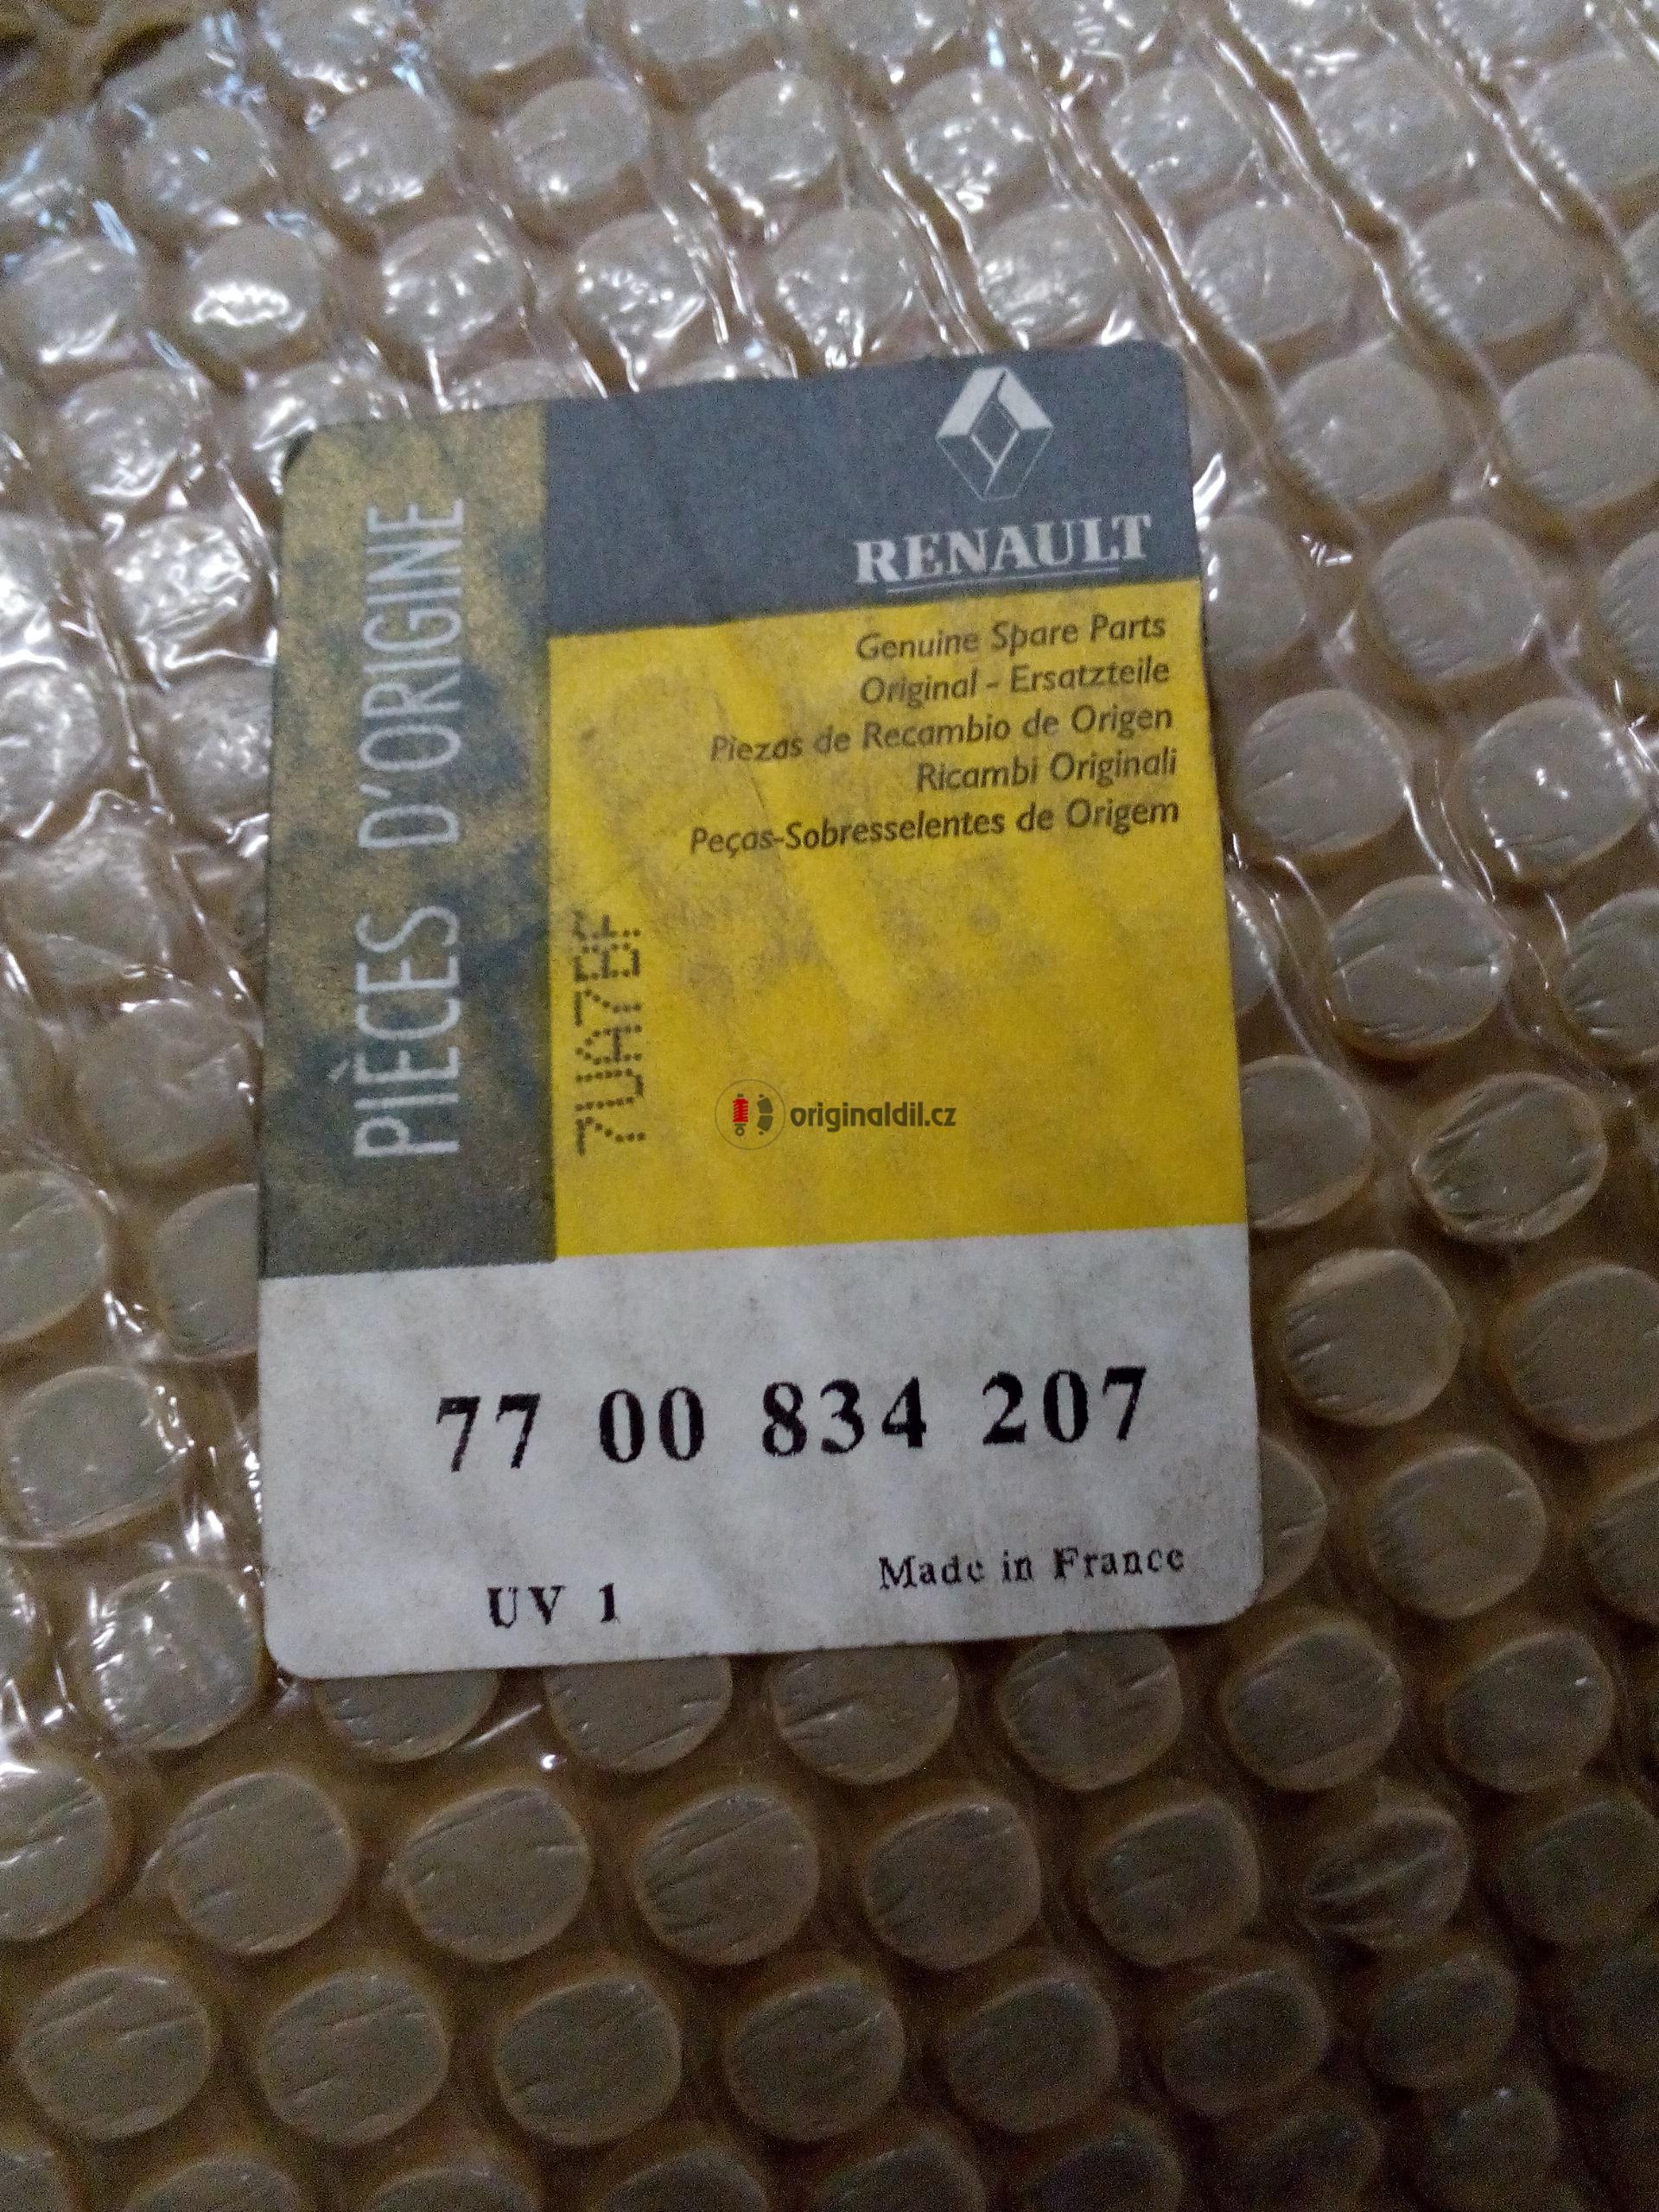 RENAULT
PIÈCES D'ORIGINE
Genuine Spare Parts
Original - Ersatzteile
Piezas de Recambio de Origen
Ricambi Originali
Peças-Sobresselentes de Origem
7UA7BF
originaldil.cz
77 00 834 207
UV 1
Made in France